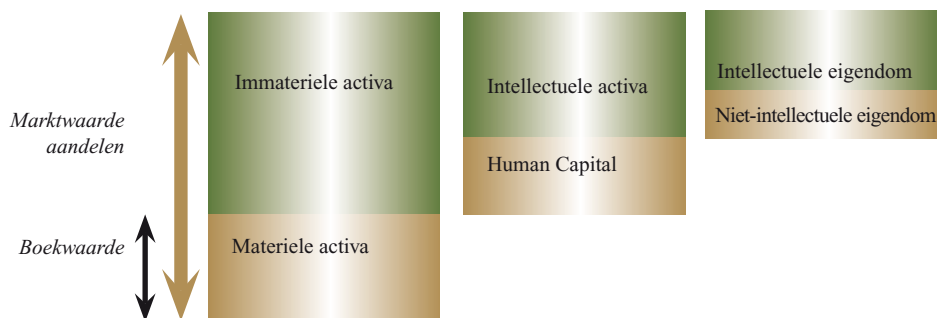 Marktwaarde
aandelen
Boekwaarde
Immateriele activa
Materiele activa
Intellectuele activa
Human Capital
Intellectuele eigendom
Niet-intellectuele eigendom